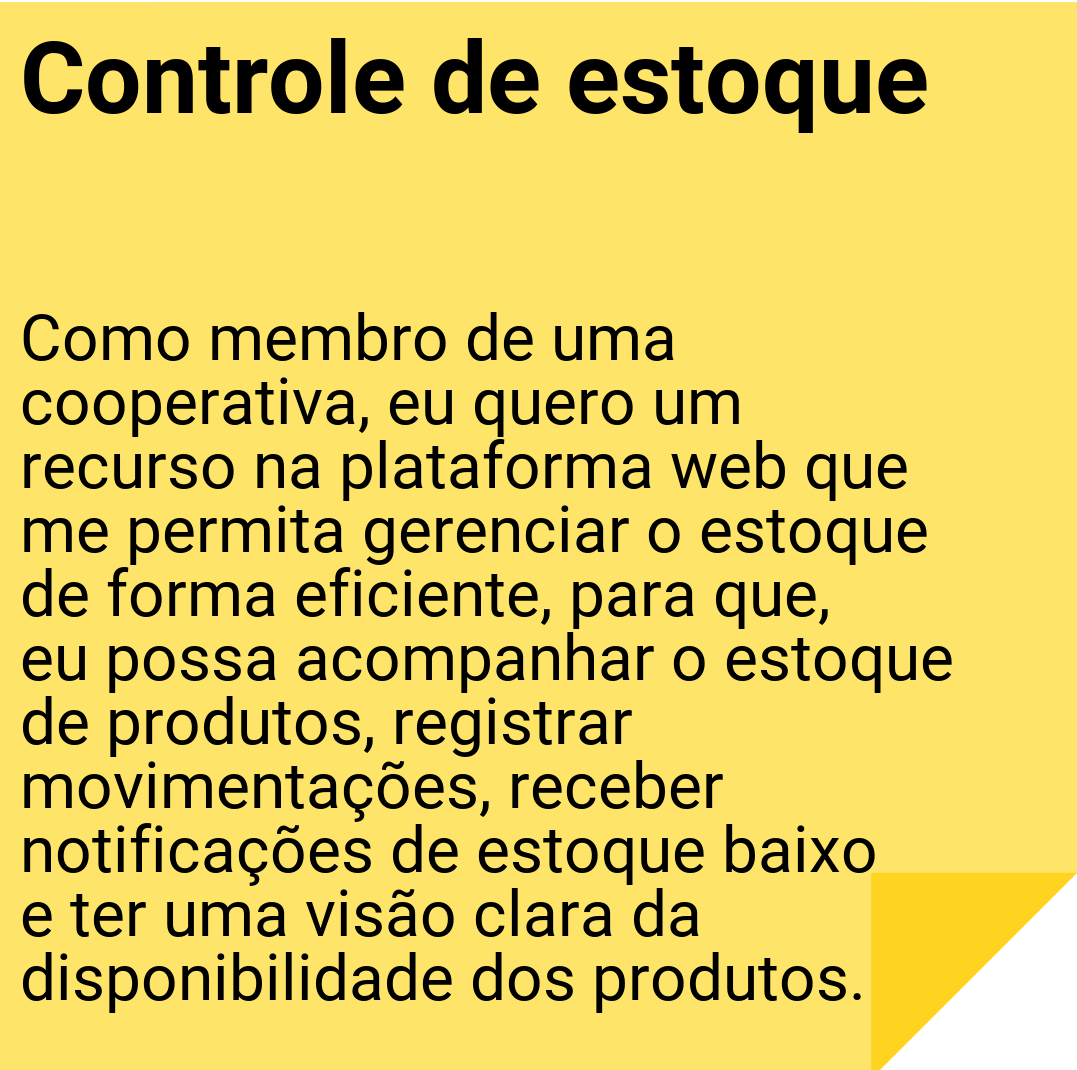 Controle de estoque
Como membro de uma
cooperativa, eu quero um
recurso na plataforma web que
me permita gerenciar o estoque
de forma eficiente, para que,
eu possa acompanhar o estoque
de produtos, registrar
movimentações, receber
notificações de estoque baixo
e ter uma visão clara da
disponibilidade dos produtos.